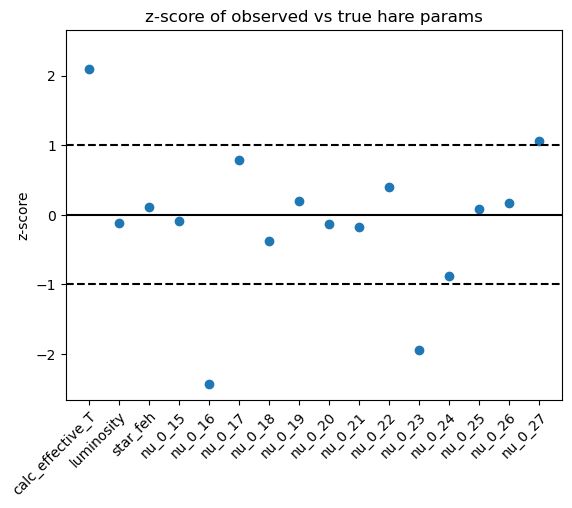 z-score of observed vs true hare params
z-score
2
1
0
−1
−2
calc_effective_T
luminosity
star_feh
nu_0_15
nu_0_16
nu_0_17
nu_0_18
nu_0_19
nu_0_20
nu_0_21
nu_0_22
nu_0_23
nu_0_24
nu_0_25
nu_0_26
nu_0_27